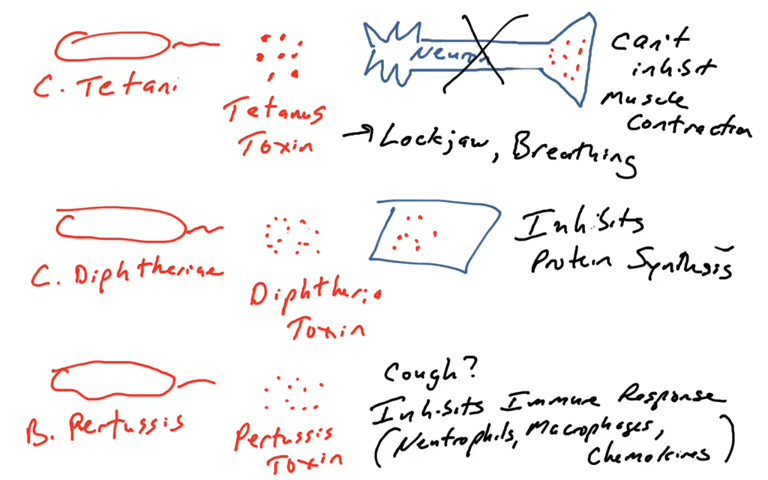 C. Tetani
Tetanus
Toxin
Neuron
Can't
inhibit
Muscle
Contraction
→ Lockjaw, Breathing
C. Diphtheriae
Diphtheria
Toxin
Inhibits
Protein Synthesis
B. Pertussis
Pertussis
Toxin
Cough?
Inhibits Immune Response
(Neutrophils, Macrophages,
Chemokines)